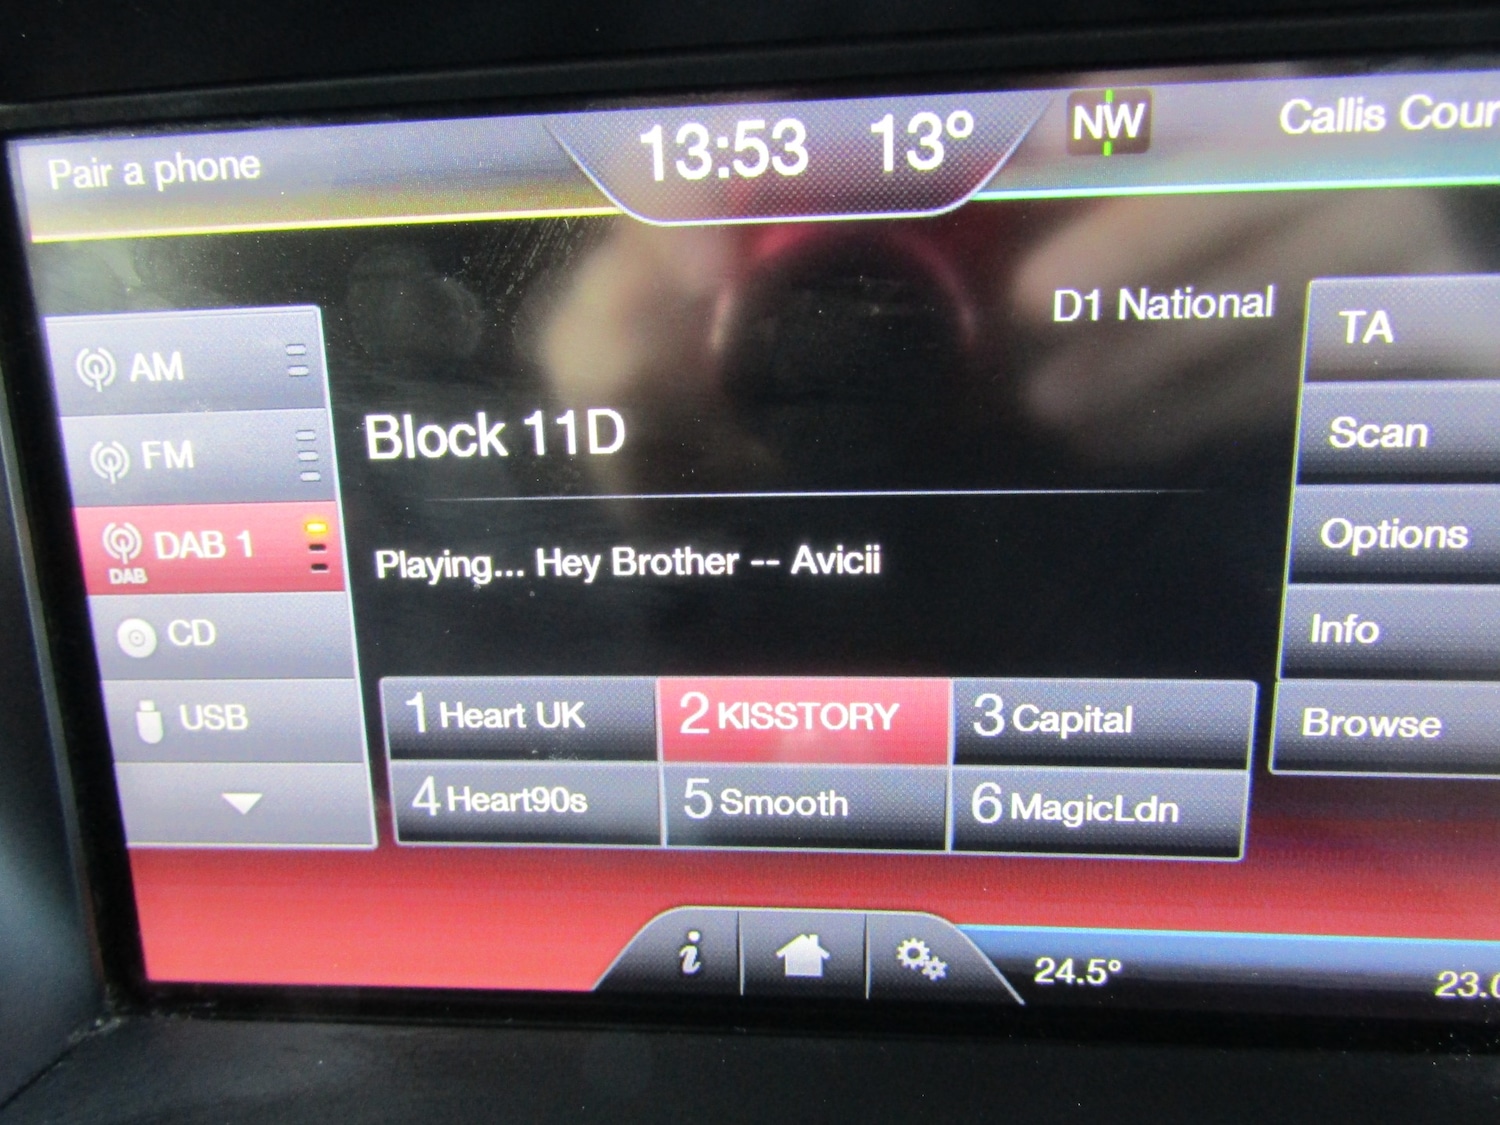 Pair a phone
13:53 13°
NW
Callis Cour
D1 National
AM
FM
DAB 1
DAB
CD
USB
Block 11D
Playing... Hey Brother -- Avicii
1 Heart UK
2 KISSTORY
3 Capital
4 Heart90s
5 Smooth
6 MagicLdn
TA
Scan
Options
Info
Browse
i
24.5°
23.0